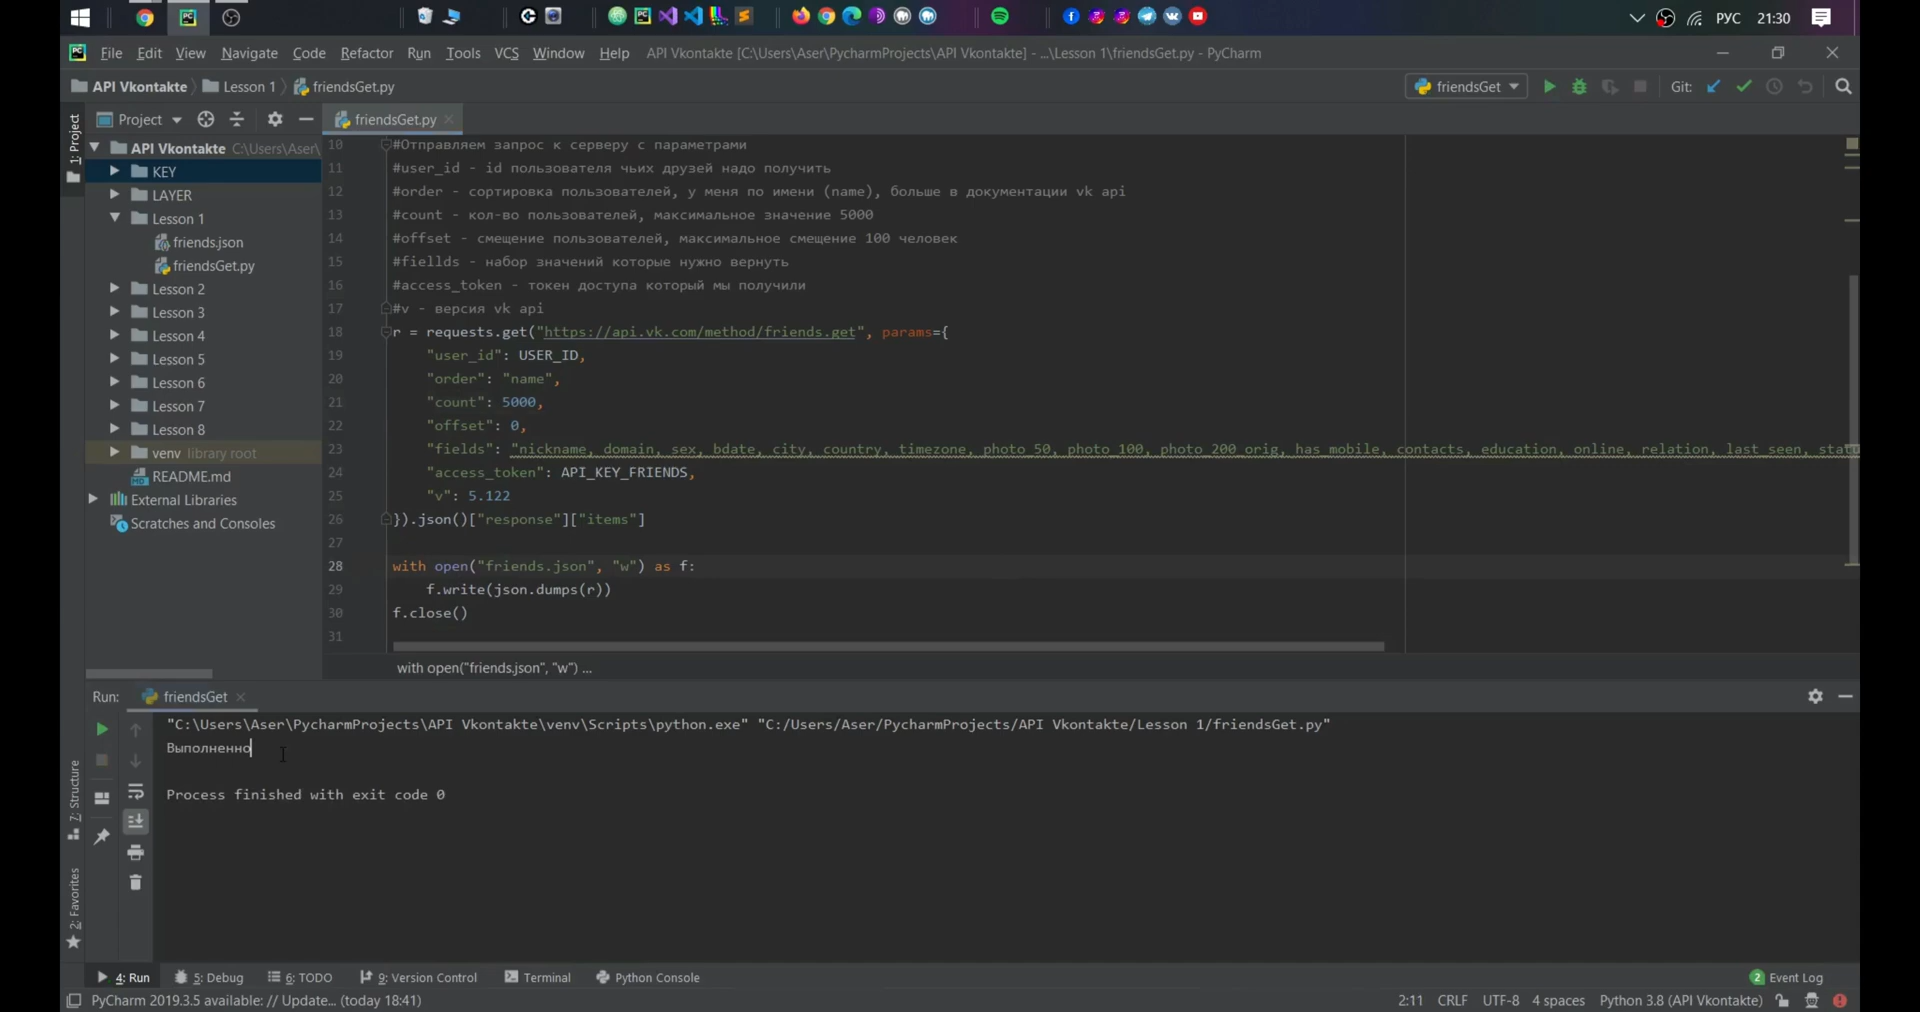 РУС 21:30
File Edit View Navigate Code Refactor Run Tools VCS Window Help API Vkontakte [C:\Users\Aser\PycharmProjects\API Vkontakte] - ...\Lesson 1\friendsGet.py - PyCharm
API Vkontakte Lesson 1 friendsGet.py friendsGet Git:
1: Project
Project friendsGet.py
API Vkontakte C:\Users\Aser\
KEY
LAYER
Lesson 1
friends.json
friendsGet.py
Lesson 2
Lesson 3
Lesson 4
Lesson 5
Lesson 6
Lesson 7
Lesson 8
venv library root
README.md
External Libraries
Scratches and Consoles
10 #Отправляем запрос к серверу с параметрами
11 #user_id - id пользователя чьих друзей надо получить
12 #order - сортировка пользователей, у меня по имени (name), больше в документации vk api
13 #count - кол-во пользователей, максимальное значение 5000
14 #offset - смещение пользователей, максимальное смещение 100 человек
15 #fiellds - набор значений которые нужно вернуть
16 #access_token - токен доступа который мы получили
17 #v - версия vk api
18 r = requests.get("https://api.vk.com/method/friends.get", params={
19 "user_id": USER_ID,
20 "order": "name",
21 "count": 5000,
22 "offset": 0,
23 "fields": "nickname, domain, sex, bdate, city, country, timezone, photo_50, photo_100, photo_200_orig, has_mobile, contacts, education, online, relation, last_seen, statu
24 "access_token": API_KEY_FRIENDS,
25 "v": 5.122
26 }).json()["response"]["items"]
27
28 with open("friends.json", "w") as f:
29 f.write(json.dumps(r))
30 f.close()
31
with open("friends.json", "w") ...
Run: friendsGet
"C:\Users\Aser\PycharmProjects\API Vkontakte\venv\Scripts\python.exe" "C:/Users/Aser/PycharmProjects/API Vkontakte/Lesson 1/friendsGet.py"
Выполненно
Process finished with exit code 0
7: Structure
2: Favorites
4: Run 5: Debug 6: TODO 9: Version Control Terminal Python Console 2 Event Log
PyCharm 2019.3.5 available: // Update... (today 18:41) 2:11 CRLF UTF-8 4 spaces Python 3.8 (API Vkontakte)